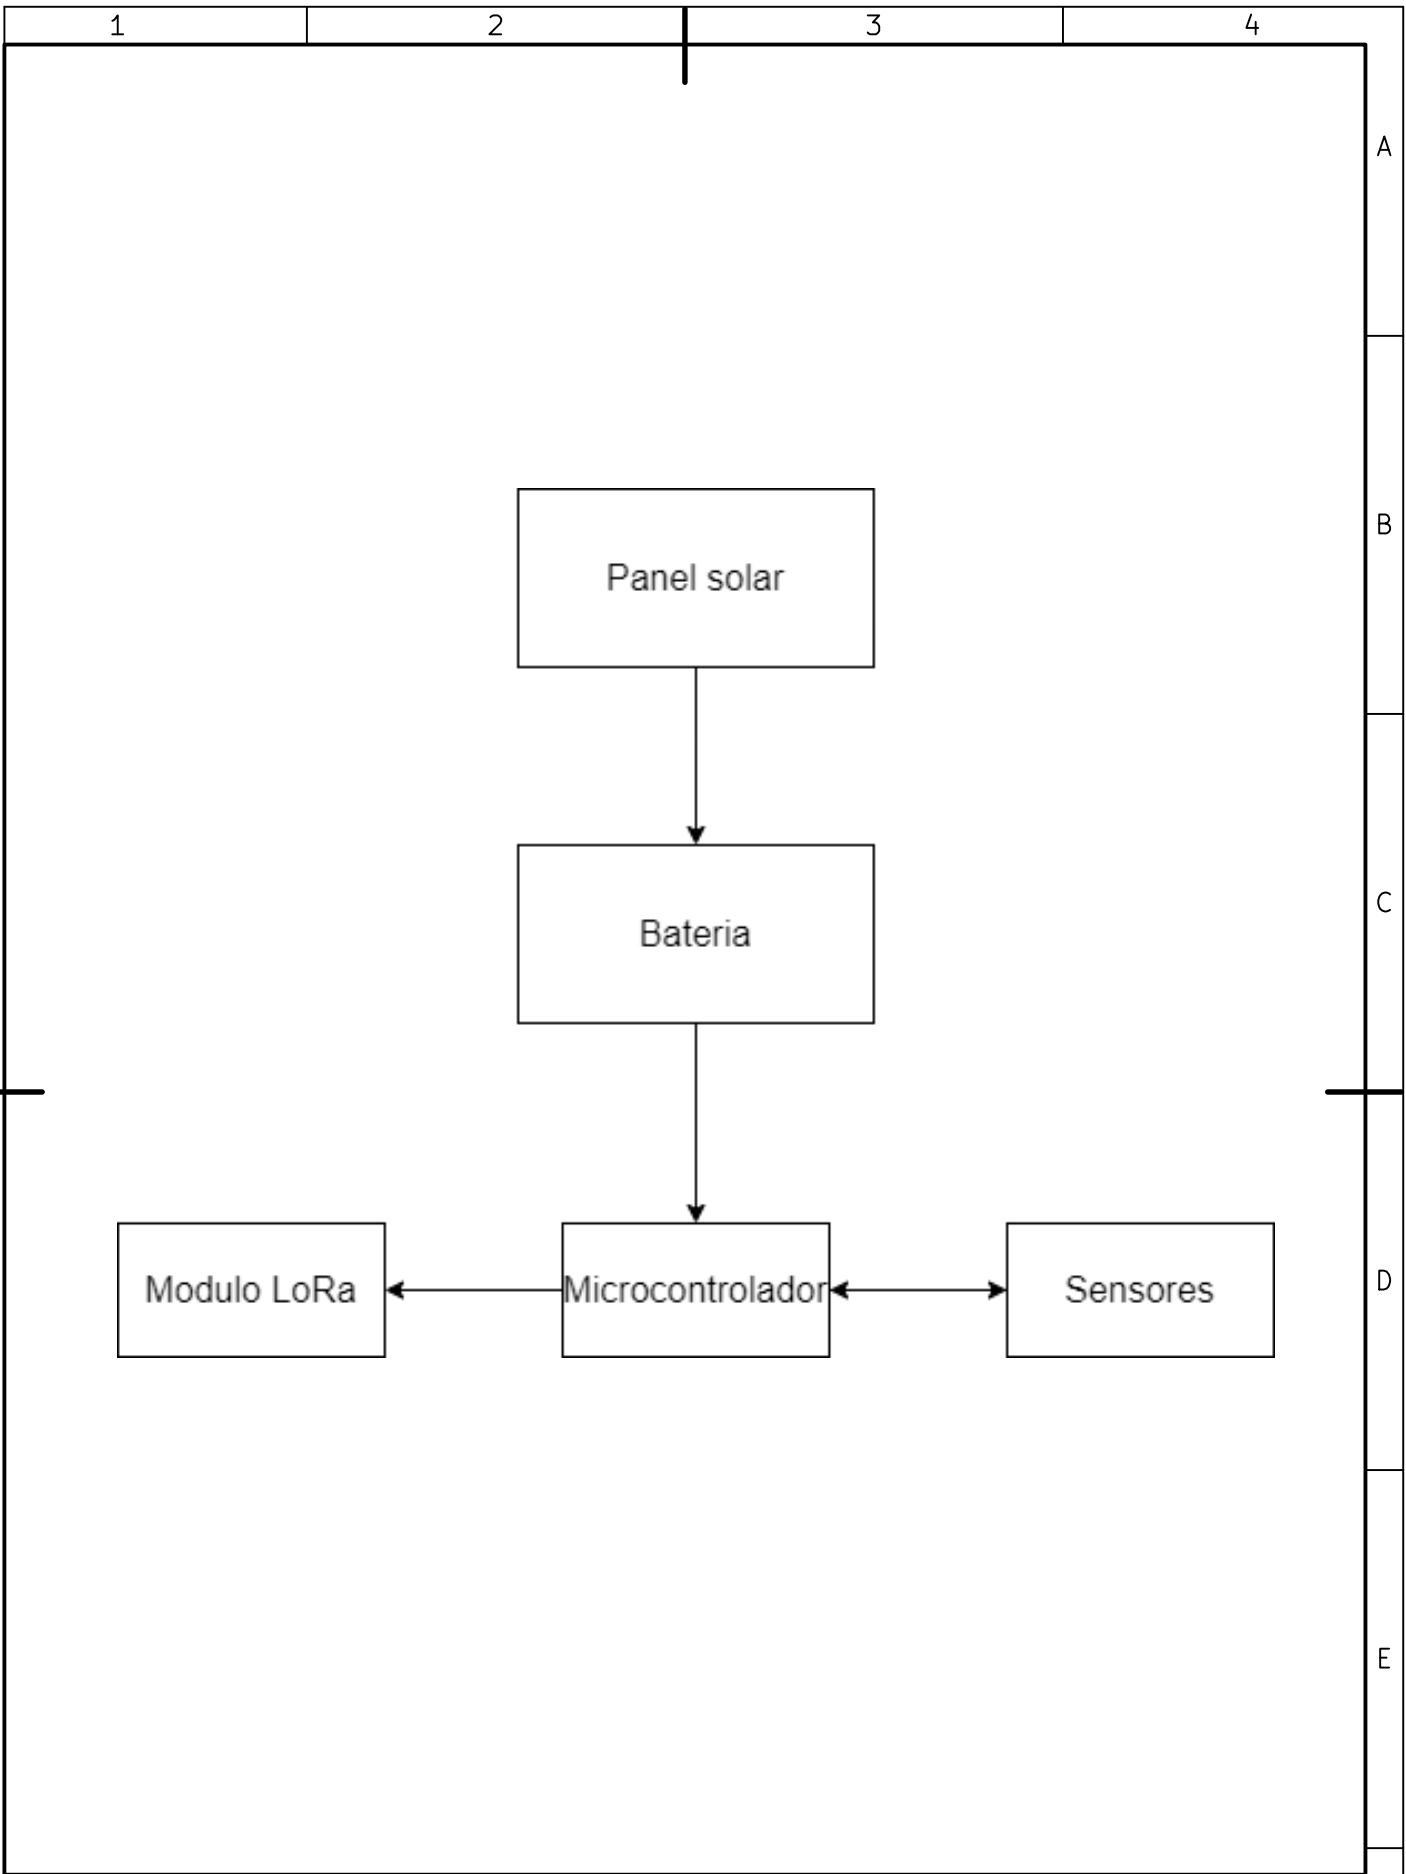 1 2 3 4
A
B
Panel solar
C
Bateria
D
Modulo LoRa
Microcontrolador
Sensores
E